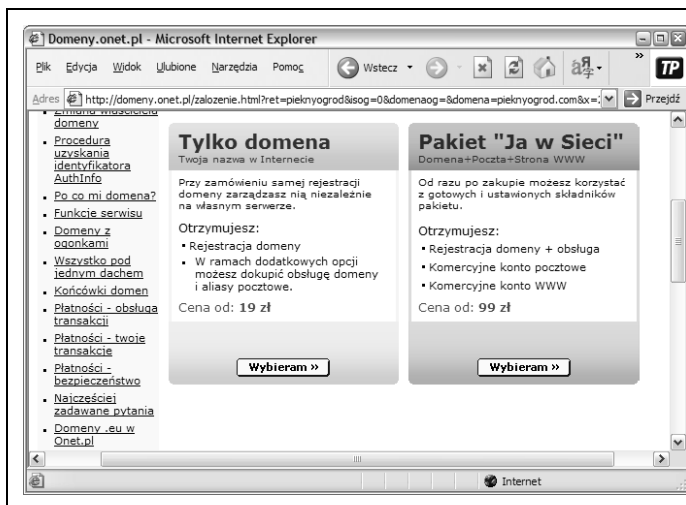 Domeny.onet.pl - Microsoft Internet Explorer
Plik Edycja Widok Ulubione Narzędzia Pomoc Wstecz »
TP
Adres http://domeny.onet.pl/zalozenie.html?ret=pieknyogrod&isog=0&domenaog=&domena=pieknyogrod.com&x= Przejdź
Zmiana właściciela
domeny
Procedura
uzyskania
identyfikatora
AuthInfo
Po co mi domena?
Funkcje serwisu
Domeny z
ogonkami
Wszystko pod
jednym dachem
Końcówki domen
Płatności - obsługa
transakcji
Płatności - twoje
transakcje
Płatności -
bezpieczeństwo
Najczęściej
zadawane pytania
Domeny .eu w
Onet.pl
Tylko domena
Twoja nazwa w Internecie
Przy zamówieniu samej rejestracji
domeny zarządzasz nią niezależnie
na własnym serwerze.
Otrzymujesz:
Rejestracja domeny
W ramach dodatkowych opcji
możesz dokupić obsługę domeny
i aliasy pocztowe.
Cena od: 19 zł
Wybieram »
Pakiet "Ja w Sieci"
Domena+Poczta+Strona WWW
Od razu po zakupie możesz korzystać
z gotowych i ustawionych składników
pakietu.
Otrzymujesz:
Rejestracja domeny + obsługa
Komercyjne konto pocztowe
Komercyjne konto WWW
Cena od: 99 zł
Wybieram »
Internet